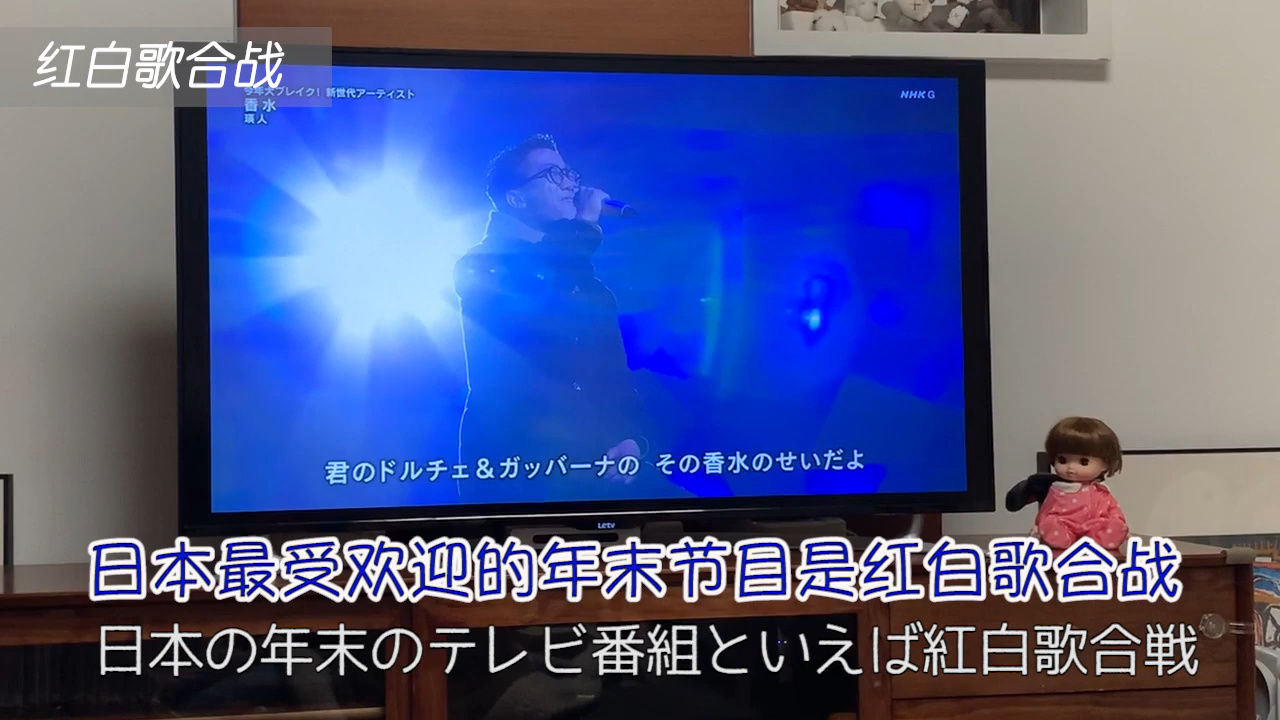 红白歌合战
今年大ブレイク! 新世代アーティスト
香水
瑛人
NHK G
君のドルチェ&ガッバーナの その香水のせいだよ
Letv
日本最受欢迎的年末节目是红白歌合战
日本の年末のテレビ番組といえば紅白歌合戦